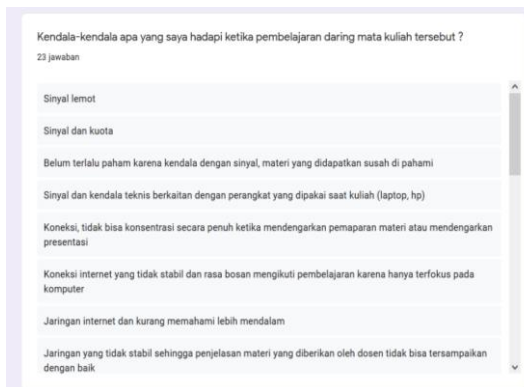 Kendala-kendala apa yang saya hadapi ketika pembelajaran daring mata kuliah tersebut ?
23 jawaban
Sinyal lemot
Sinyal dan kuota
Belum terlalu paham karena kendala dengan sinyal, materi yang didapatkan susah di pahami
Sinyal dan kendala teknis berkaitan dengan perangkat yang dipakai saat kuliah (laptop, hp)
Koneksi, tidak bisa konsentrasi secara penuh ketika mendengarkan pemaparan materi atau mendengarkan
presentasi
Koneksi internet yang tidak stabil dan rasa bosan mengikuti pembelajaran karena hanya terfokus pada
komputer
Jaringan internet dan kurang memahami lebih mendalam
Jaringan yang tidak stabil sehingga penjelasan materi yang diberikan oleh dosen tidak bisa tersampaikan
dengan baik